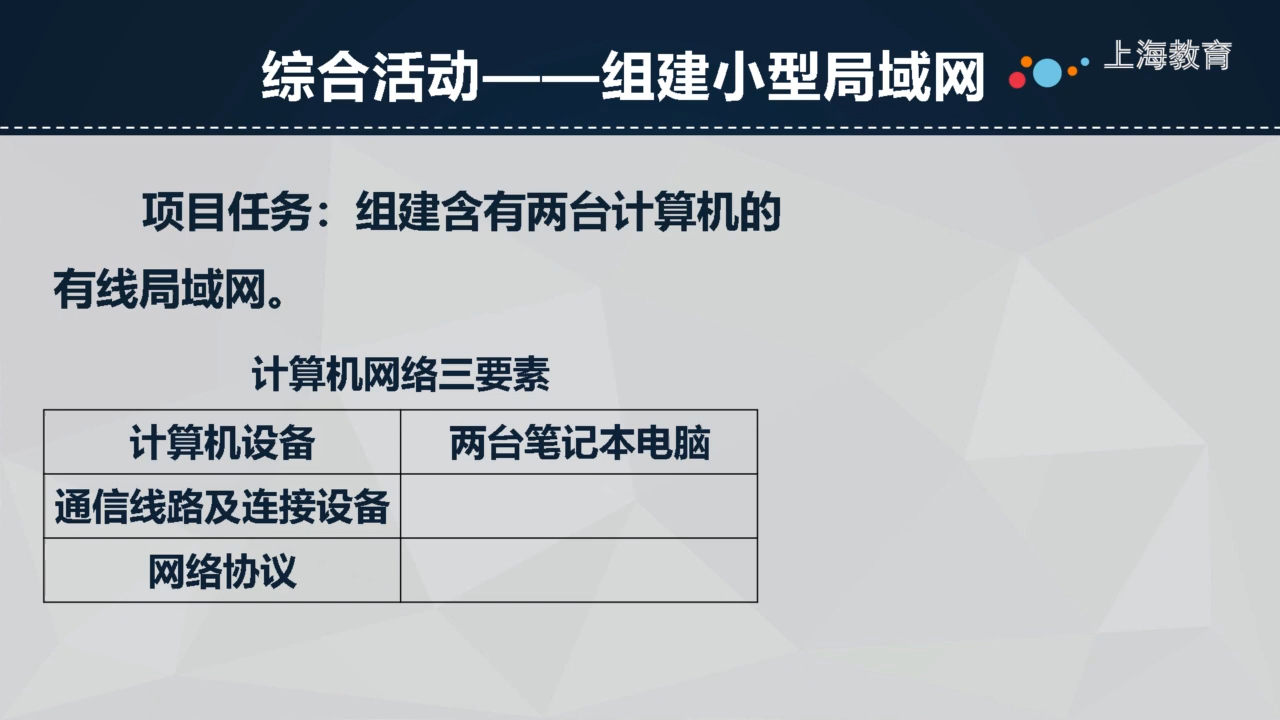 综合活动——组建小型局域网
上海教育
项目任务：组建含有两台计算机的
有线局域网。
计算机网络三要素
计算机设备 两台笔记本电脑
通信线路及连接设备
网络协议